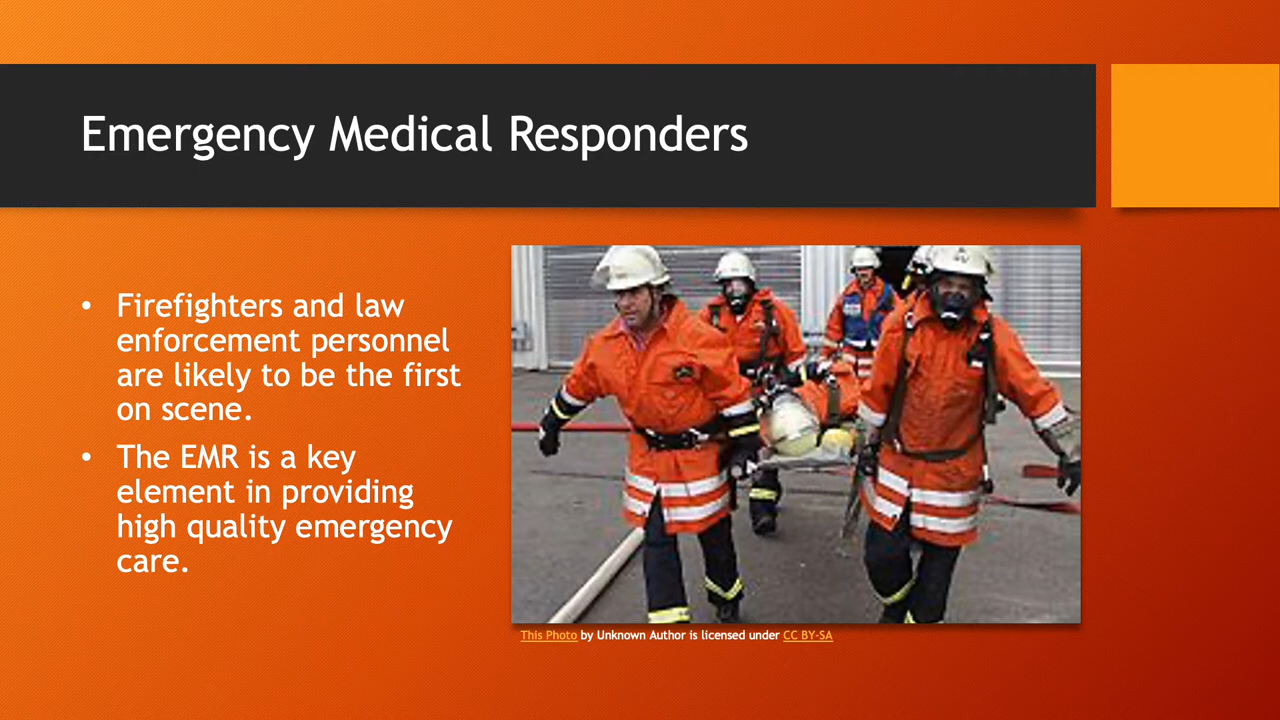 Emergency Medical Responders
• Firefighters and law
enforcement personnel
are likely to be the first
on scene.
• The EMR is a key
element in providing
high quality emergency
care.
This Photo by Unknown Author is licensed under CC BY-SA